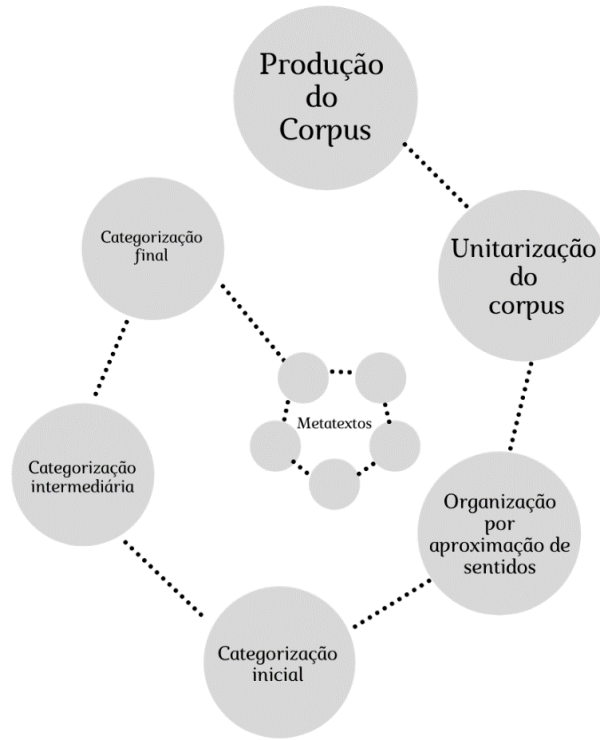 Produção
do
Corpus
Unitarização
do
corpus
Organização
por
aproximação de
sentidos
Categorização
inicial
Categorização
intermediária
Categorização
final
Metatextos